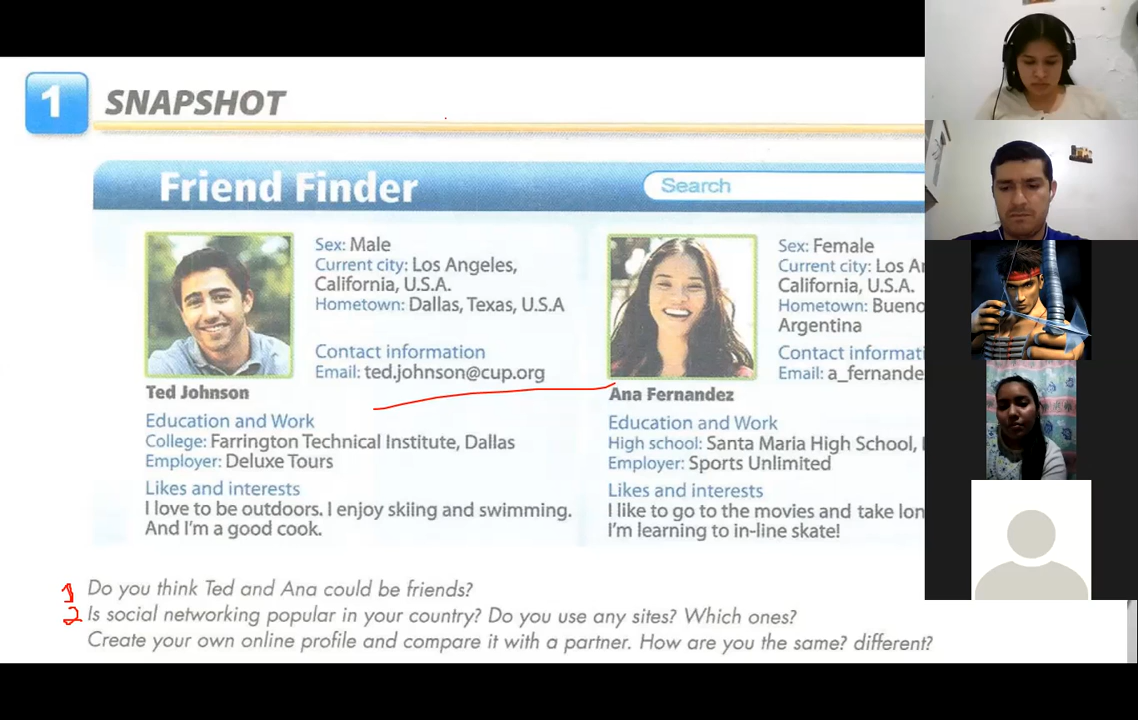 1 SNAPSHOT
Friend Finder
Search
Sex: Male
Current city: Los Angeles,
California, U.S.A.
Hometown: Dallas, Texas, U.S.A
Contact information
Email: ted.johnson@cup.org
Ted Johnson
Education and Work
College: Farrington Technical Institute, Dallas
Employer: Deluxe Tours
Likes and interests
I love to be outdoors. I enjoy skiing and swimming.
And I'm a good cook.
Sex: Female
Current city: Los A
California, U.S.A.
Hometown: Bueno
Argentina
Contact informati
Email: a_fernande
Ana Fernandez
Education and Work
High school: Santa Maria High School,
Employer: Sports Unlimited
Likes and interests
I like to go to the movies and take lon
I'm learning to in-line skate!
1 Do you think Ted and Ana could be friends?
2 Is social networking popular in your country? Do you use any sites? Which ones?
Create your own online profile and compare it with a partner. How are you the same? different?